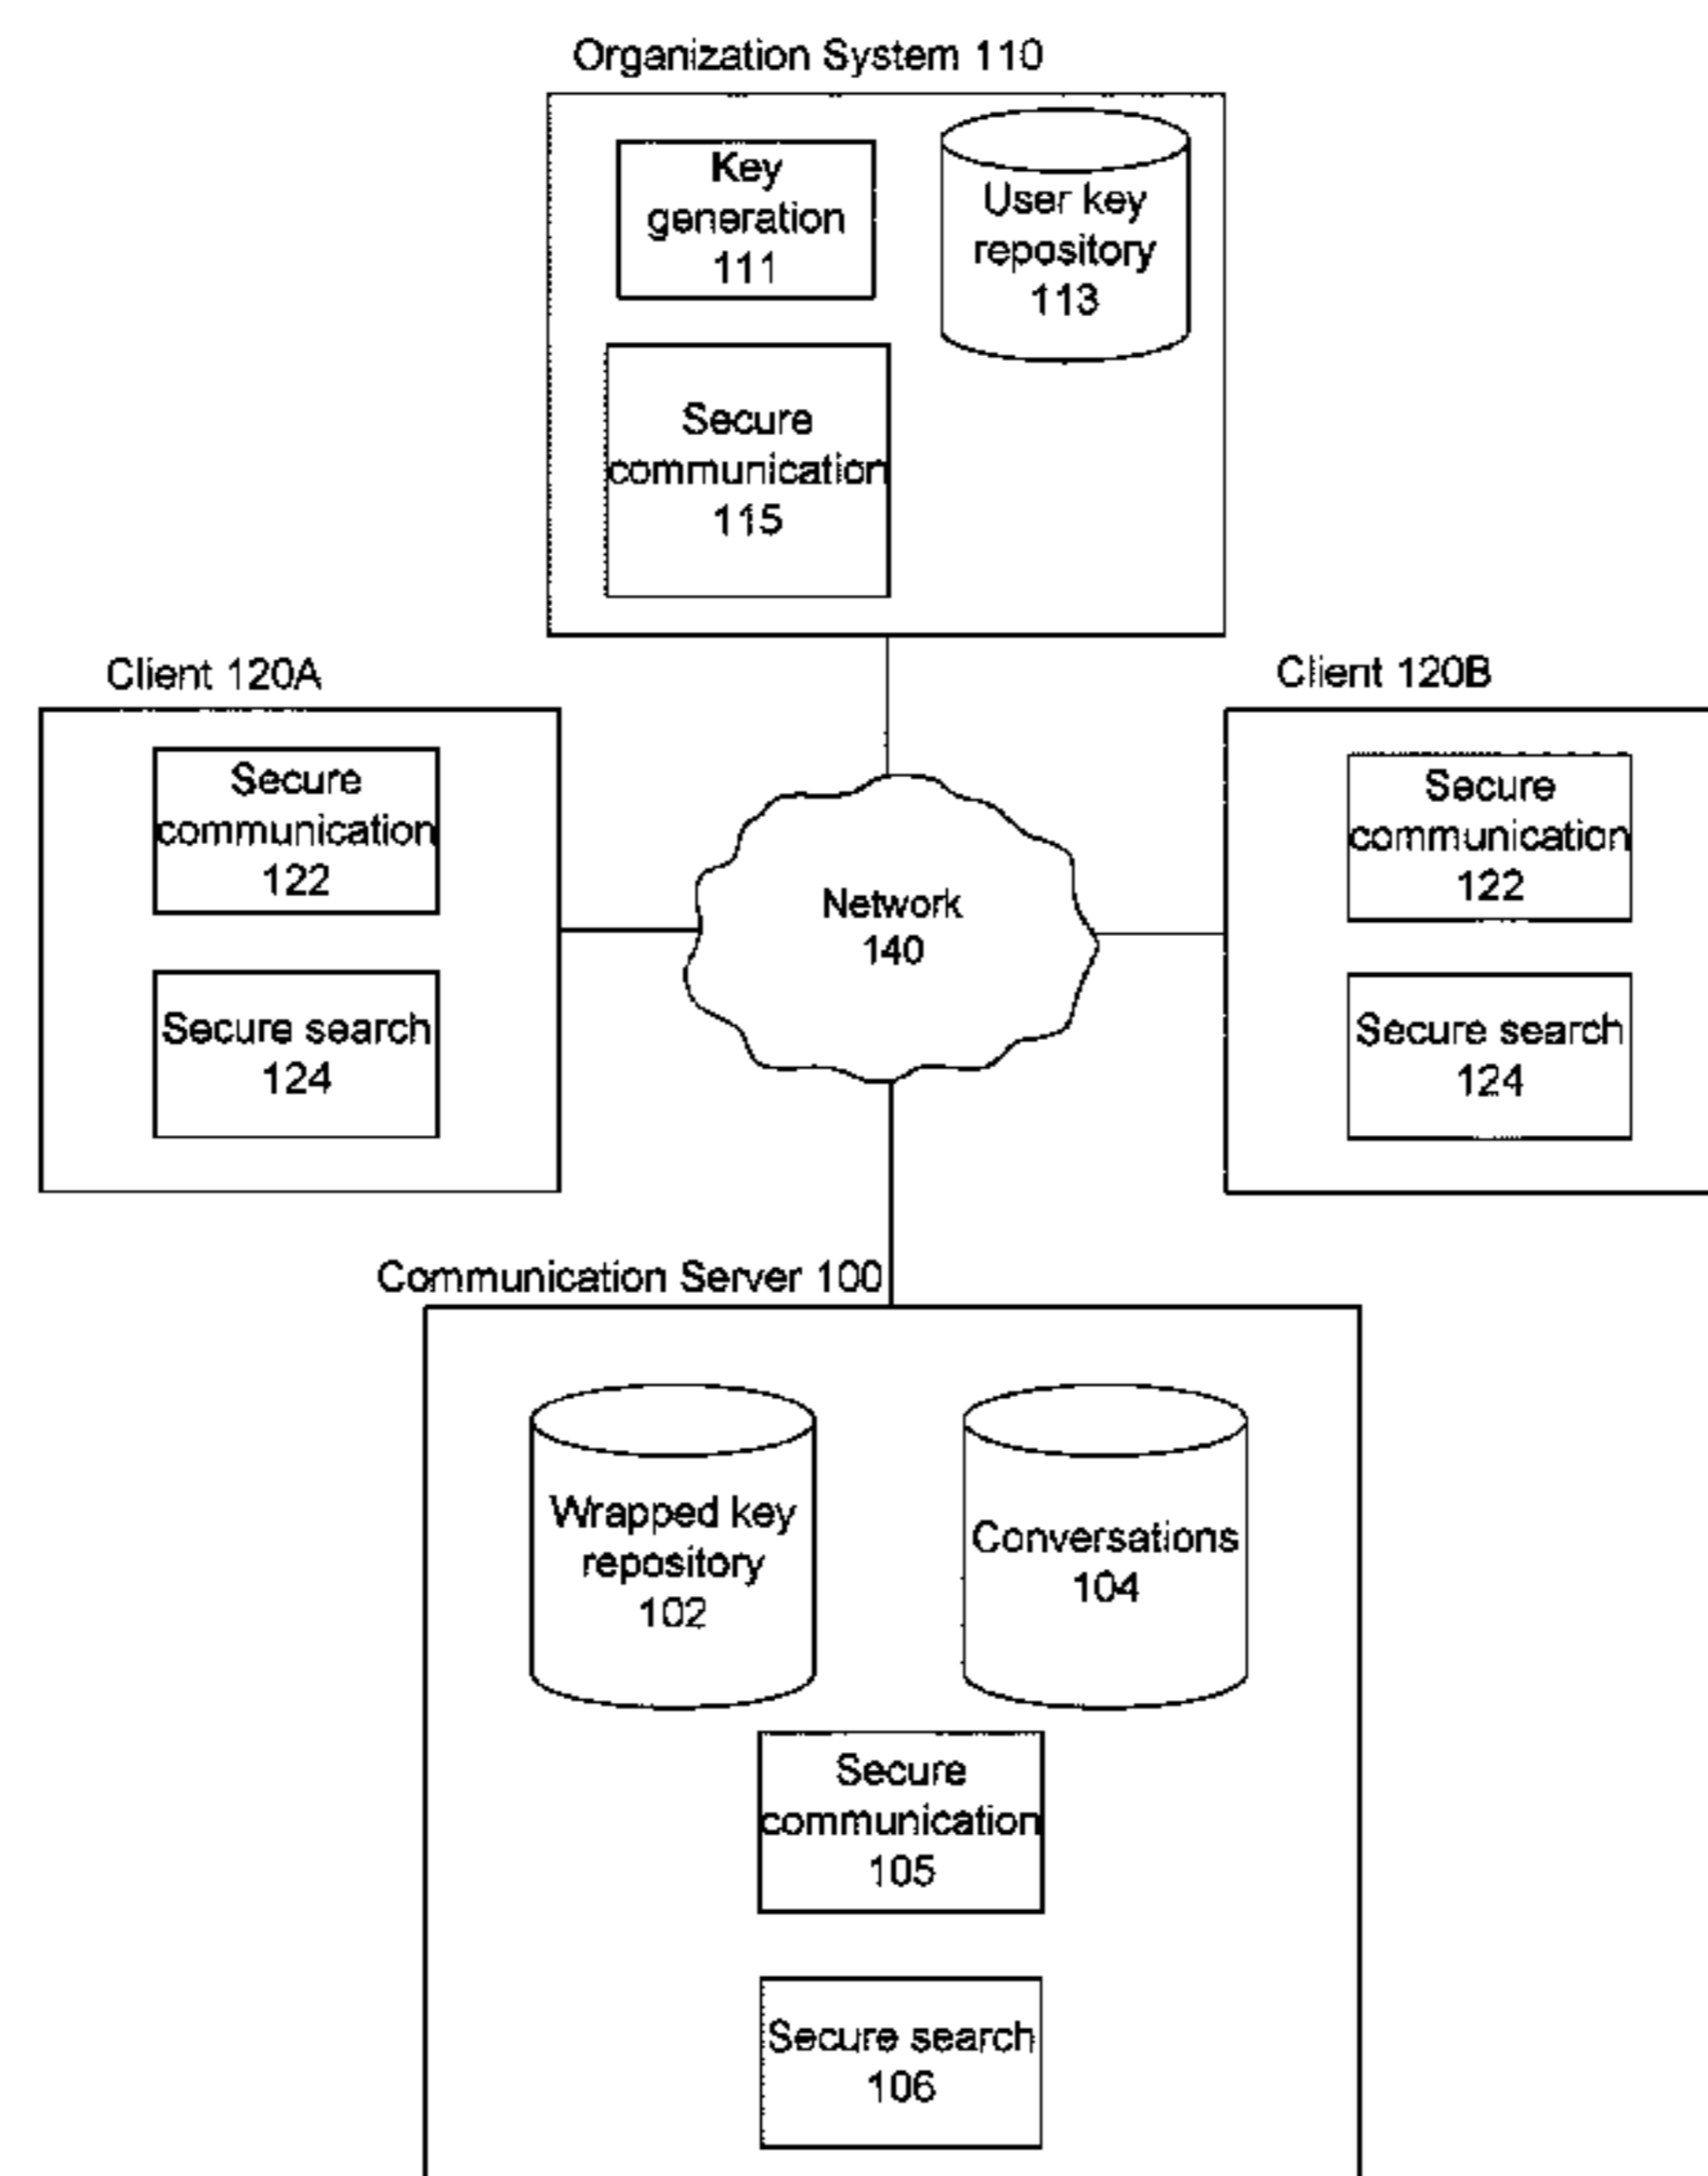 Organization System 110
Key
generation
111
User key
repository
113
Secure
communication
115
Client 120A
Secure
communication
122
Secure search
124
Network
140
Client 120B
Secure
communication
122
Secure search
124
Communication Server 100
Wrapped key
repository
102
Conversations
104
Secure
communication
105
Secure search
106